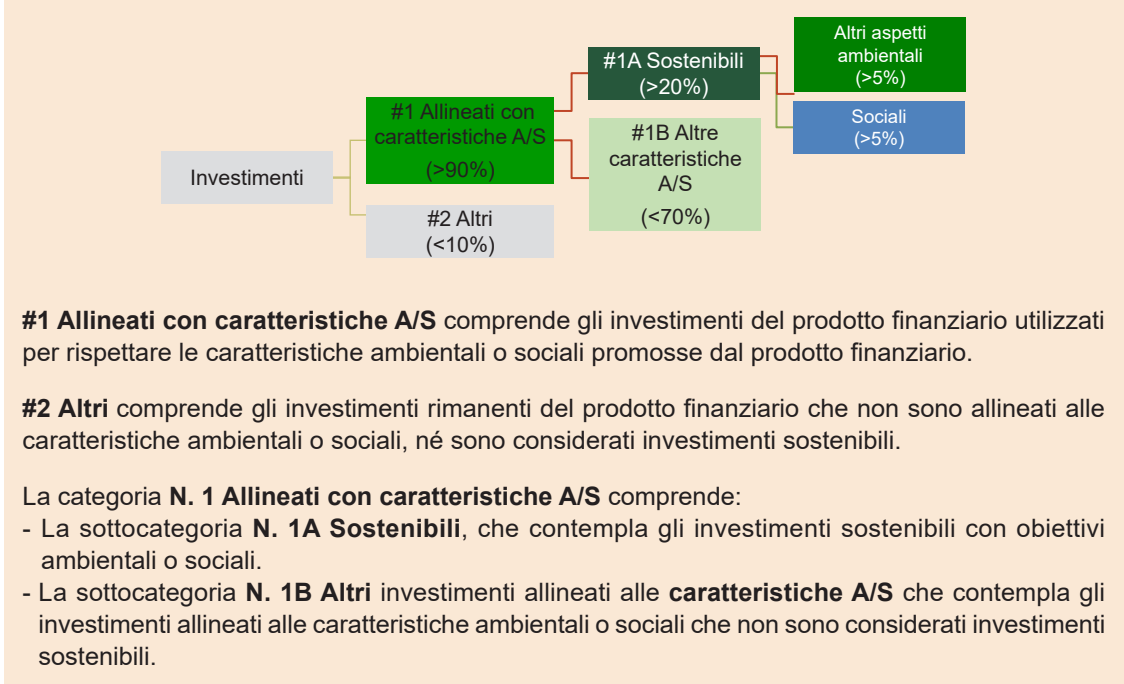 Investimenti
#1 Allineati con
caratteristiche A/S
(>90%)
#2 Altri
(<10%)
#1A Sostenibili
(>20%)
#1B Altre
caratteristiche
A/S
(<70%)
Altri aspetti
ambientali
(>5%)
Sociali
(>5%)
#1 Allineati con caratteristiche A/S comprende gli investimenti del prodotto finanziario utilizzati
per rispettare le caratteristiche ambientali o sociali promosse dal prodotto finanziario.
#2 Altri comprende gli investimenti rimanenti del prodotto finanziario che non sono allineati alle
caratteristiche ambientali o sociali, né sono considerati investimenti sostenibili.
La categoria N. 1 Allineati con caratteristiche A/S comprende:
- La sottocategoria N. 1A Sostenibili, che contempla gli investimenti sostenibili con obiettivi
ambientali o sociali.
- La sottocategoria N. 1B Altri investimenti allineati alle caratteristiche A/S che contempla gli
investimenti allineati alle caratteristiche ambientali o sociali che non sono considerati investimenti
sostenibili.